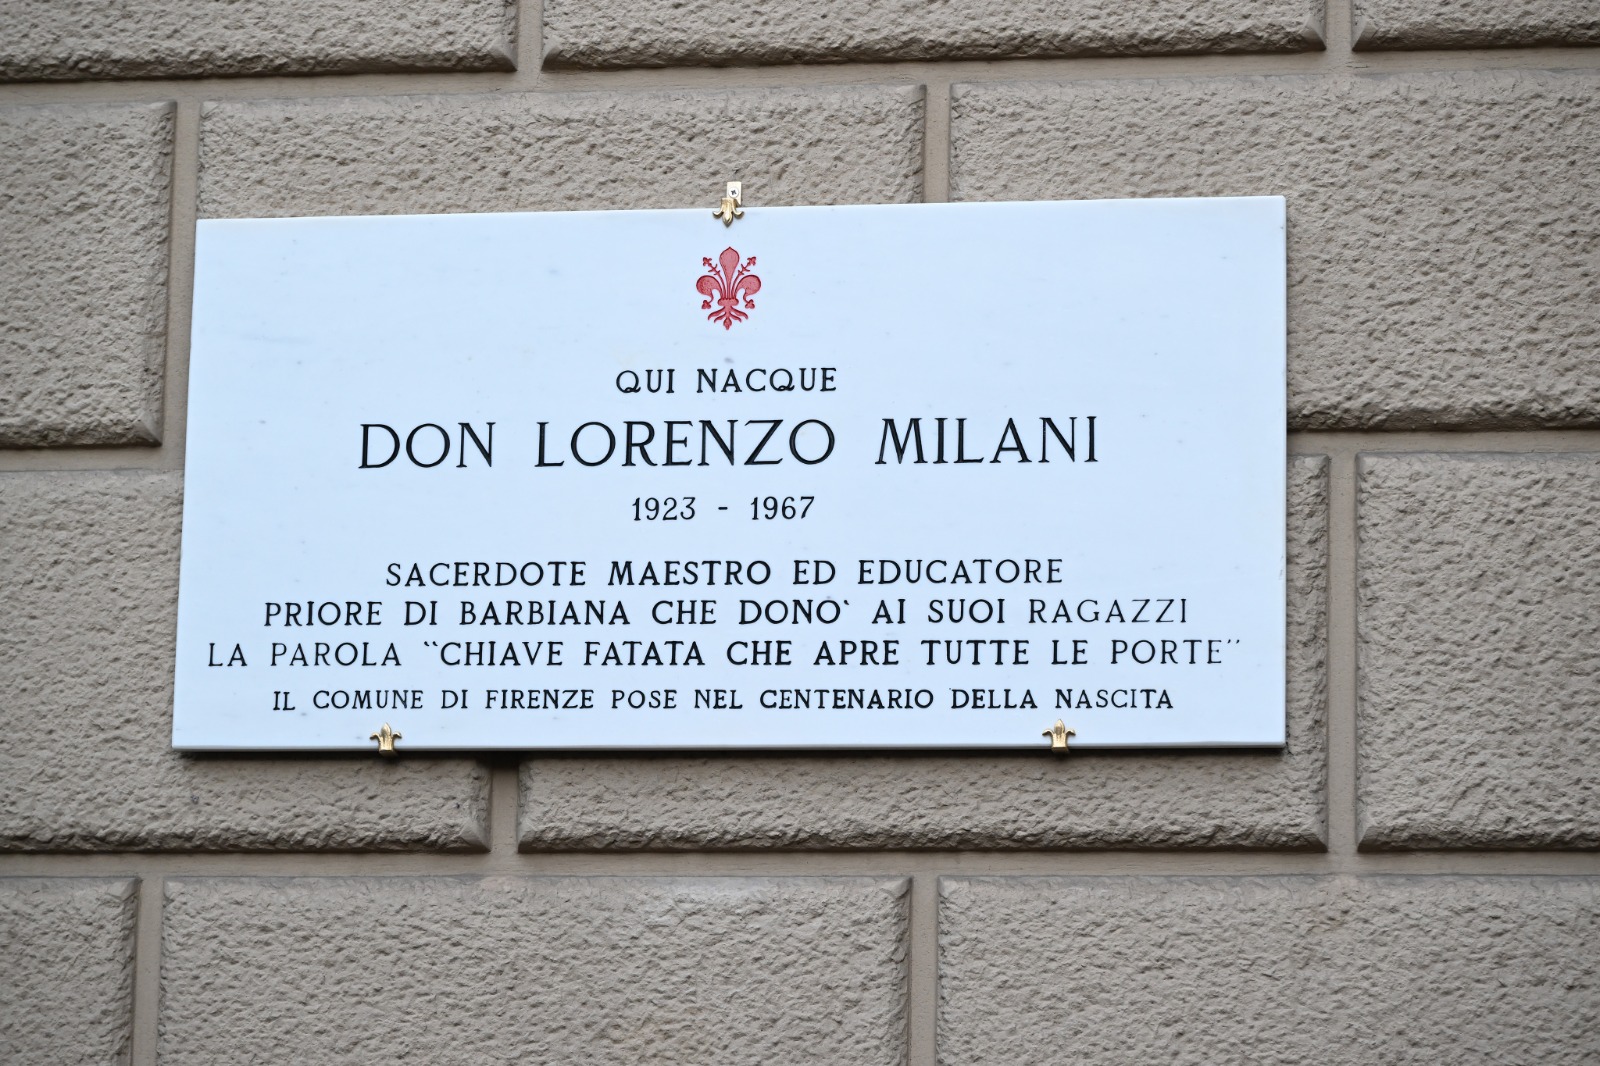 QUI NACQUE
DON LORENZO MILANI
1923 - 1967
SACERDOTE MAESTRO ED EDUCATORE
PRIORE DI BARBIANA CHE DONO` AI SUOI RAGAZZI
LA PAROLA "CHIAVE FATATA CHE APRE TUTTE LE PORTE"
IL COMUNE DI FIRENZE POSE NEL CENTENARIO DELLA NASCITA